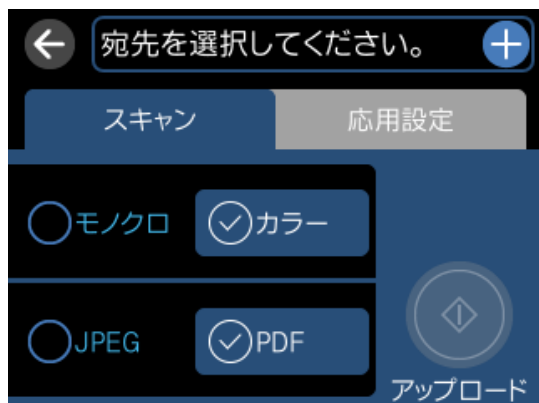 宛先を選択してください。
スキャン
応用設定
モノクロ
カラー
JPEG
PDF
アップロード